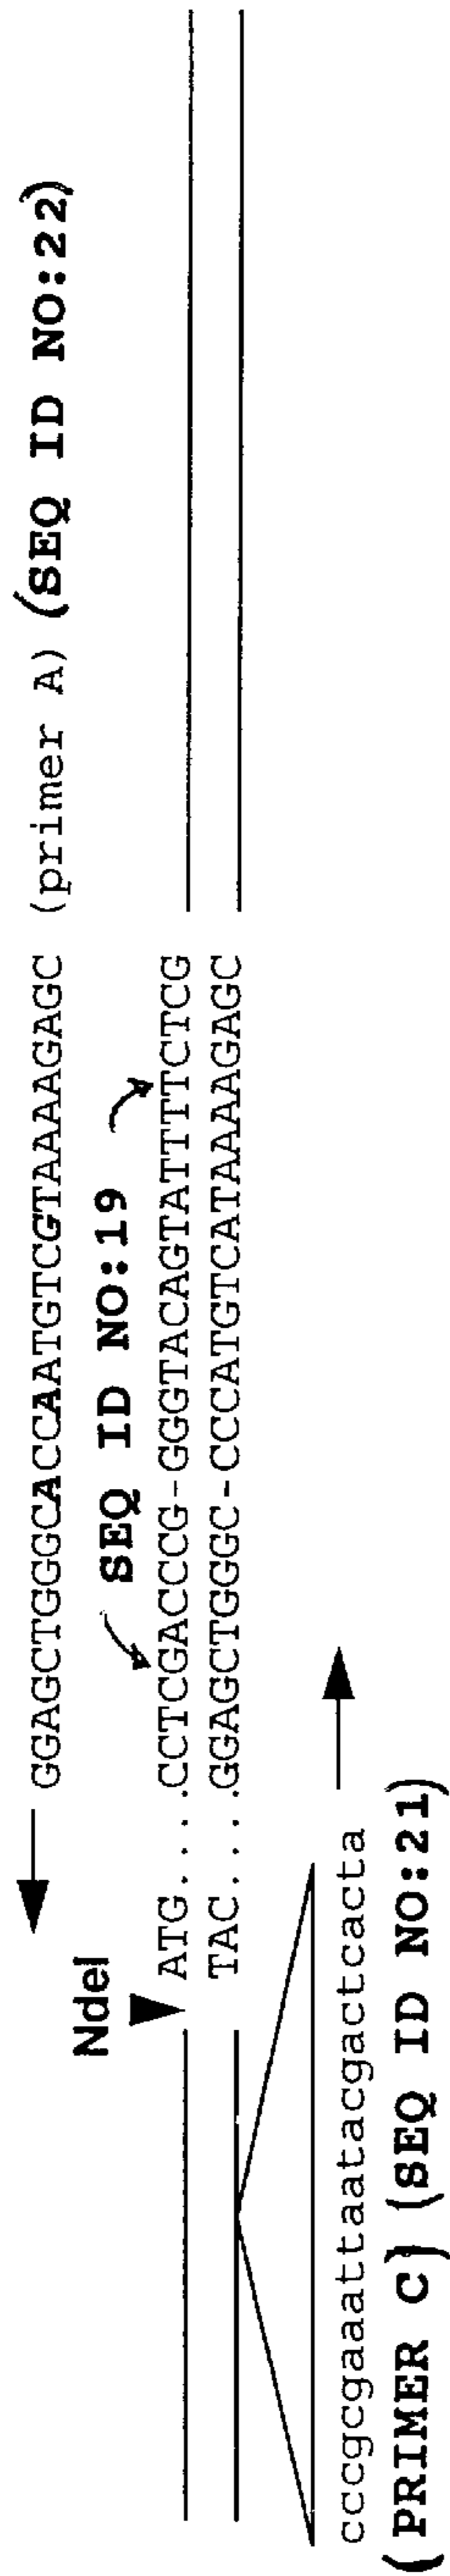 GGAGCTGGGCACCAATGTCGTAAAAGAGC (primer A) (SEQ ID NO:22)
SEQ ID NO:19
NdeI
ATG....CCTCGACCCG-GGGTACAGTATTTTCTCG
TAC....GGAGCTGGGC-CCCATGTCATAAAAGAGC
cccgcgaaattaatacgactcacta
(PRIMER C) (SEQ ID NO:21)